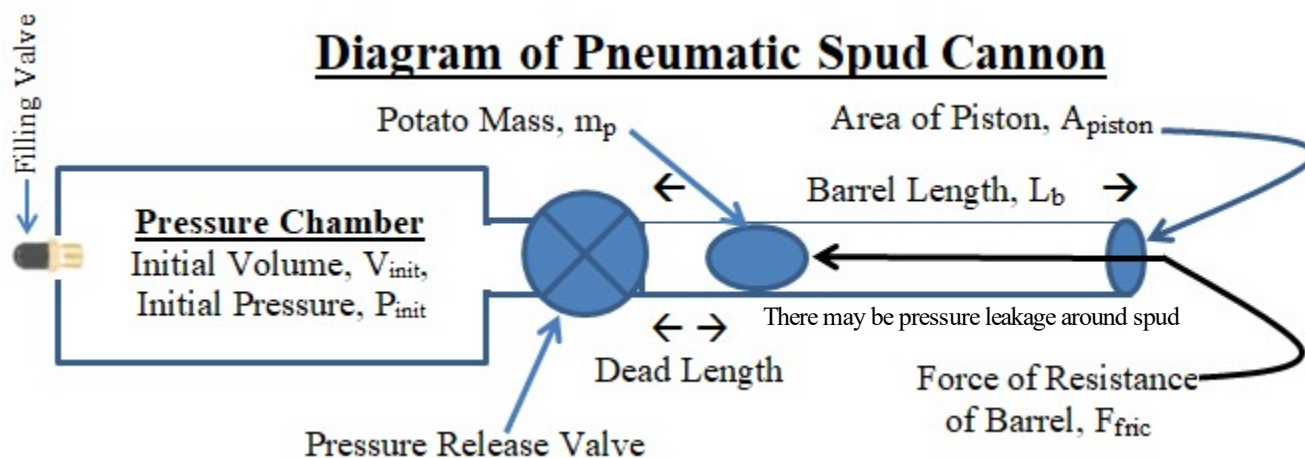 Diagram of Pneumatic Spud Cannon
Filling Valve
Potato Mass, mp
Area of Piston, Apiston
Barrel Length, Lb
Pressure Chamber
Initial Volume, Vinit,
Initial Pressure, Pinit
There may be pressure leakage around spud
Dead Length
Force of Resistance
of Barrel, Ffric
Pressure Release Valve